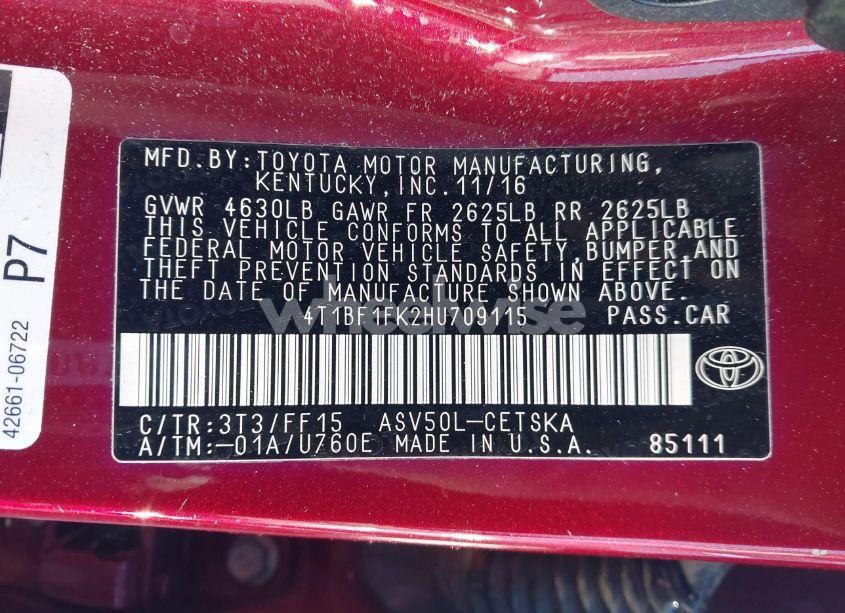 MFD.BY:TOYOTA MOTOR MANUFACTURING,
KENTUCKY,INC.11/16
GVWR 4630LB GAWR FR 2625LB RR 2625LB
THIS VEHICLE CONFORMS TO ALL APPLICABLE
FEDERAL MOTOR VEHICLE SAFETY,BUMPER,AND
THEFT PREVENTION STANDARDS IN EFFECT ON
THE DATE OF MANUFACTURE SHOWN ABOVE.
wheelwise
4T1BF1FK2HU709115 PASS.CAR
C/TR:3T3/FF15 ASV50L-CETSKA
A/TM:-01A/U760E MADE IN U.S.A. 85111
42661-06722
P7